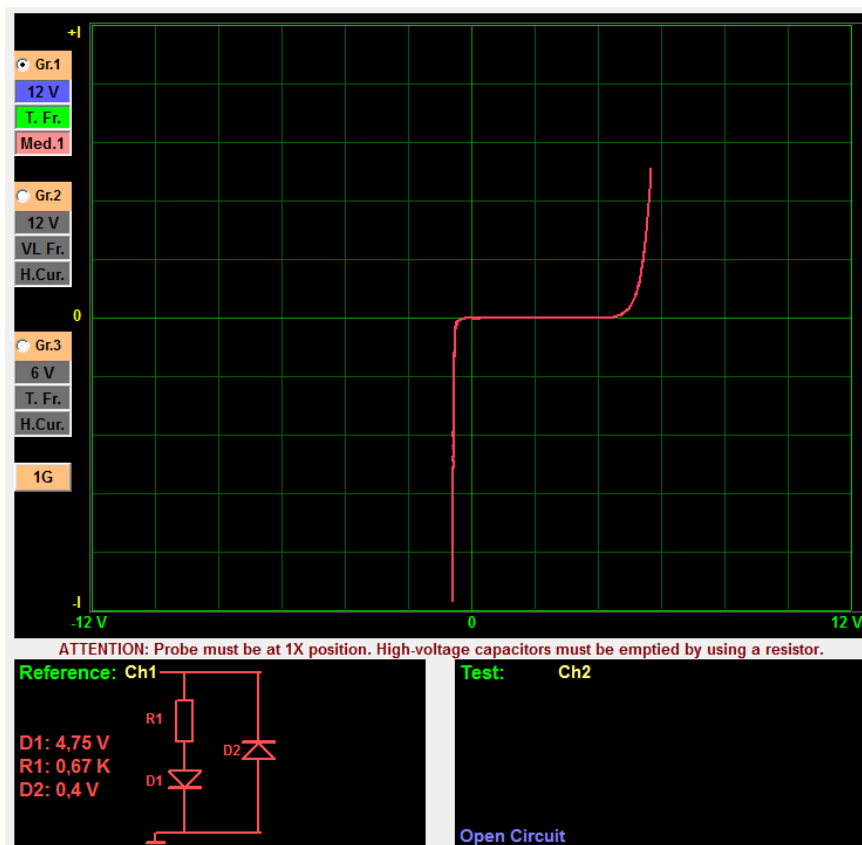 +I
Gr.1
12 V
T. Fr.
Med.1
Gr.2
12 V
VL Fr.
H.Cur.
0
Gr.3
6 V
T. Fr.
H.Cur.
1G
-I
-12 V 0 12 V
ATTENTION: Probe must be at 1X position. High-voltage capacitors must be emptied by using a resistor.
Reference: Ch1
R1
D1: 4,75 V
R1: 0,67 K
D2: 0,4 V
D2
D1
Test: Ch2
Open Circuit